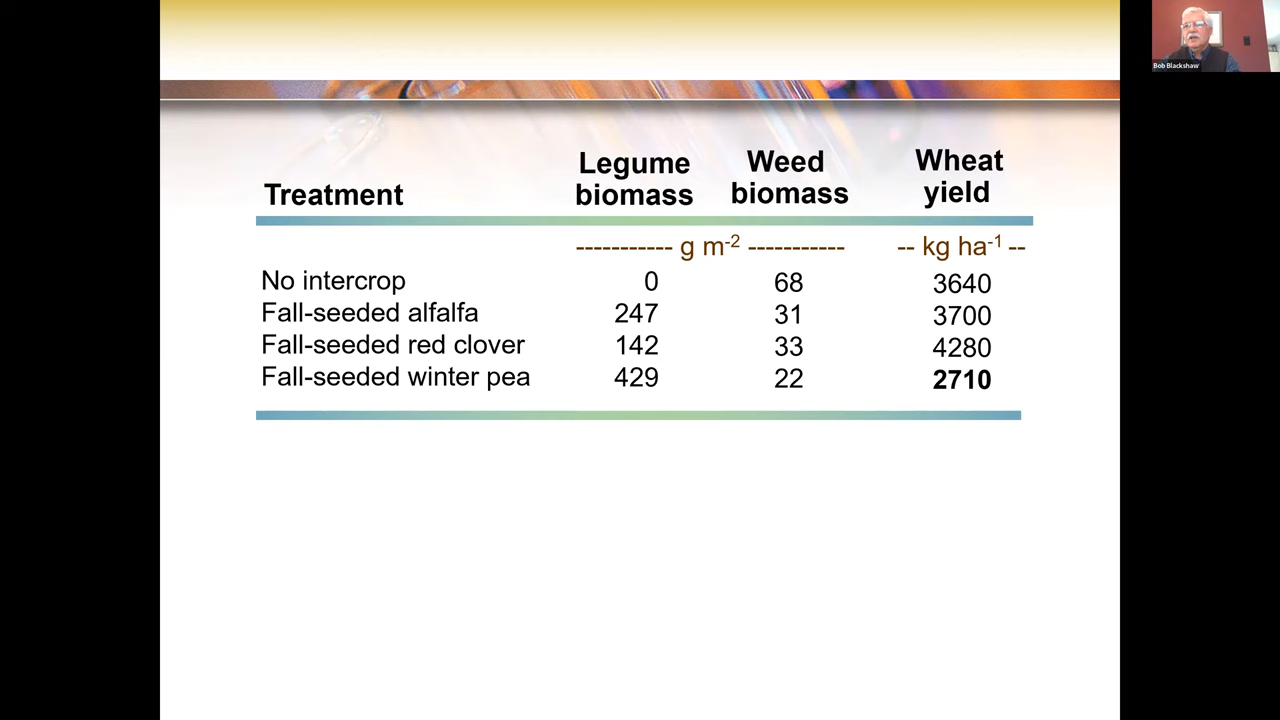 Bob Blackshaw
Treatment Legume biomass Weed biomass Wheat yield
----------- g m-2 ----------- -- kg ha-1 --
No intercrop 0 68 3640
Fall-seeded alfalfa 247 31 3700
Fall-seeded red clover 142 33 4280
Fall-seeded winter pea 429 22 2710